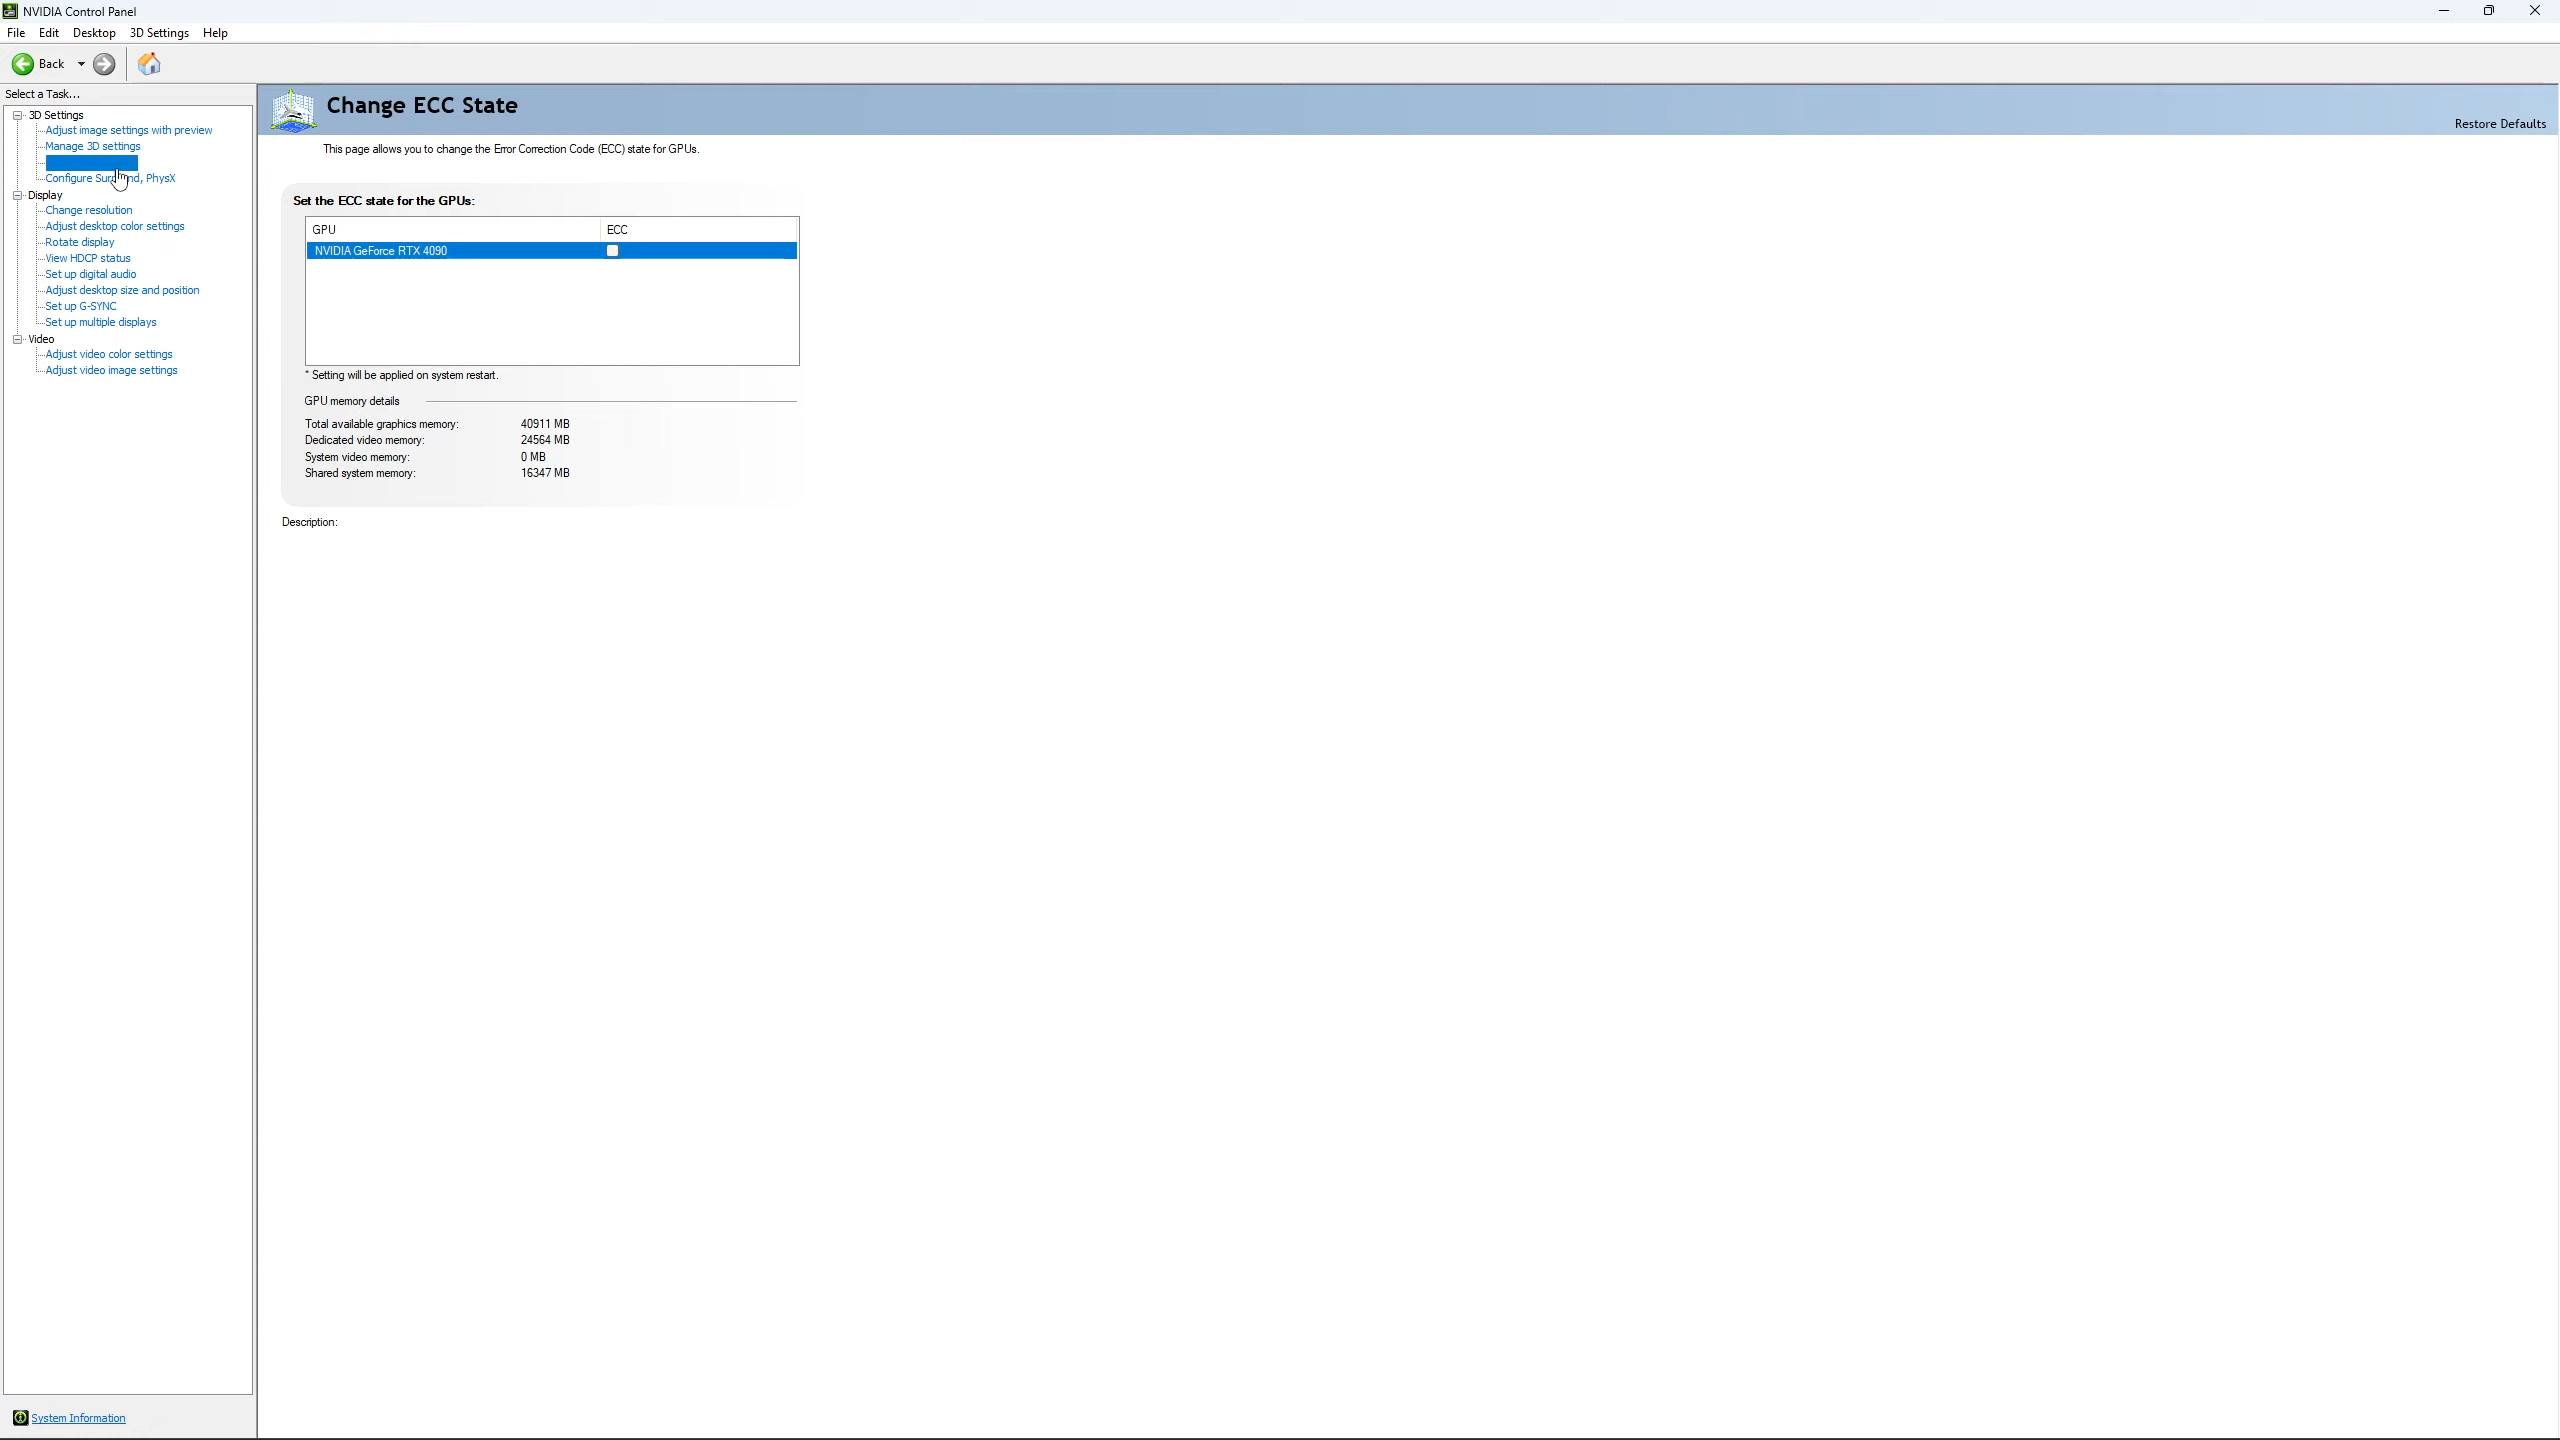 NVIDIA Control Panel
File Edit Desktop 3D Settings Help
Back
Select a Task...
3D Settings
Adjust image settings with preview
Manage 3D settings
Configure Surround, PhysX
Display
Change resolution
Adjust desktop color settings
Rotate display
View HDCP status
Set up digital audio
Adjust desktop size and position
Set up G-SYNC
Set up multiple displays
Video
Adjust video color settings
Adjust video image settings
System Information
Change ECC State
Restore Defaults
This page allows you to change the Error Correction Code (ECC) state for GPUs.
Set the ECC state for the GPUs:
GPU ECC
NVIDIA GeForce RTX 4090
* Setting will be applied on system restart.
GPU memory details
Total available graphics memory: 40911 MB
Dedicated video memory: 24564 MB
System video memory: 0 MB
Shared system memory: 16347 MB
Description: